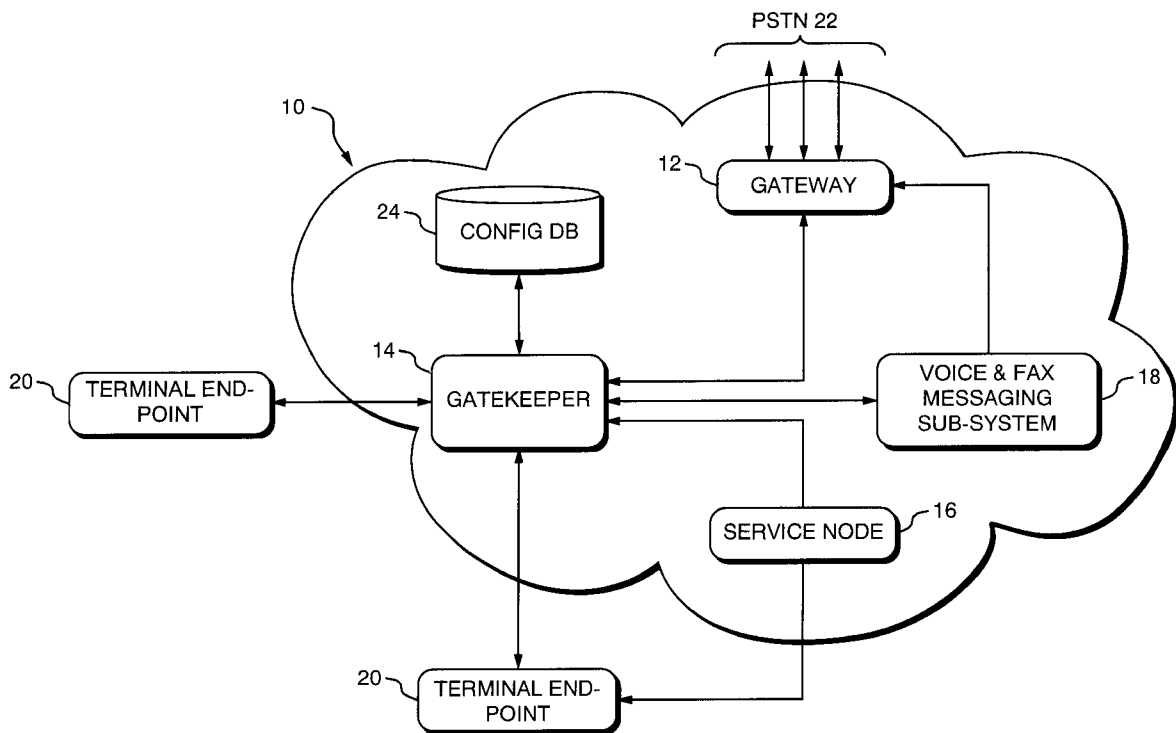 PSTN 22
10
12
GATEWAY
24
CONFIG DB
14
GATEKEEPER
20
TERMINAL END-
POINT
VOICE & FAX
MESSAGING
SUB-SYSTEM
18
SERVICE NODE
16
20
TERMINAL END-
POINT